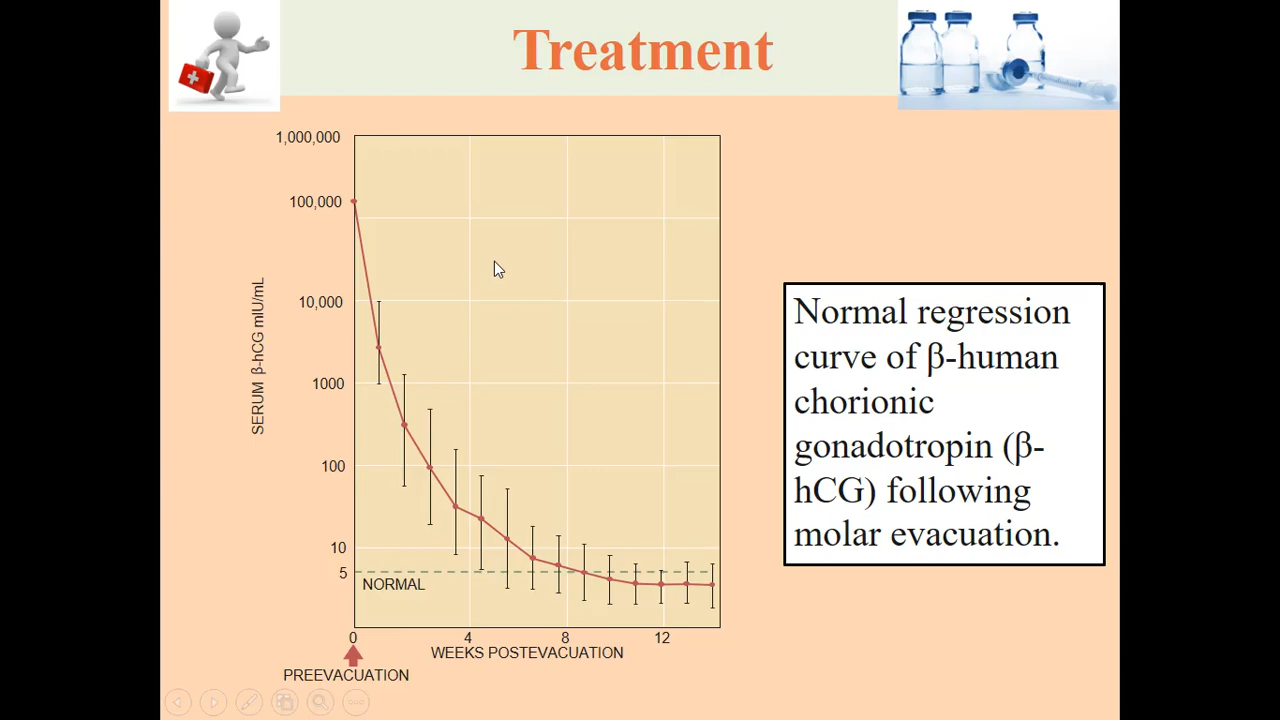 Treatment
1,000,000
100,000
10,000
1000
100
10
5
SERUM β-hCG mIU/mL
NORMAL
0
4
8
12
WEEKS POSTEVACUATION
PREEVACUATION
Normal regression
curve of β-human
chorionic
gonadotropin (β-
hCG) following
molar evacuation.